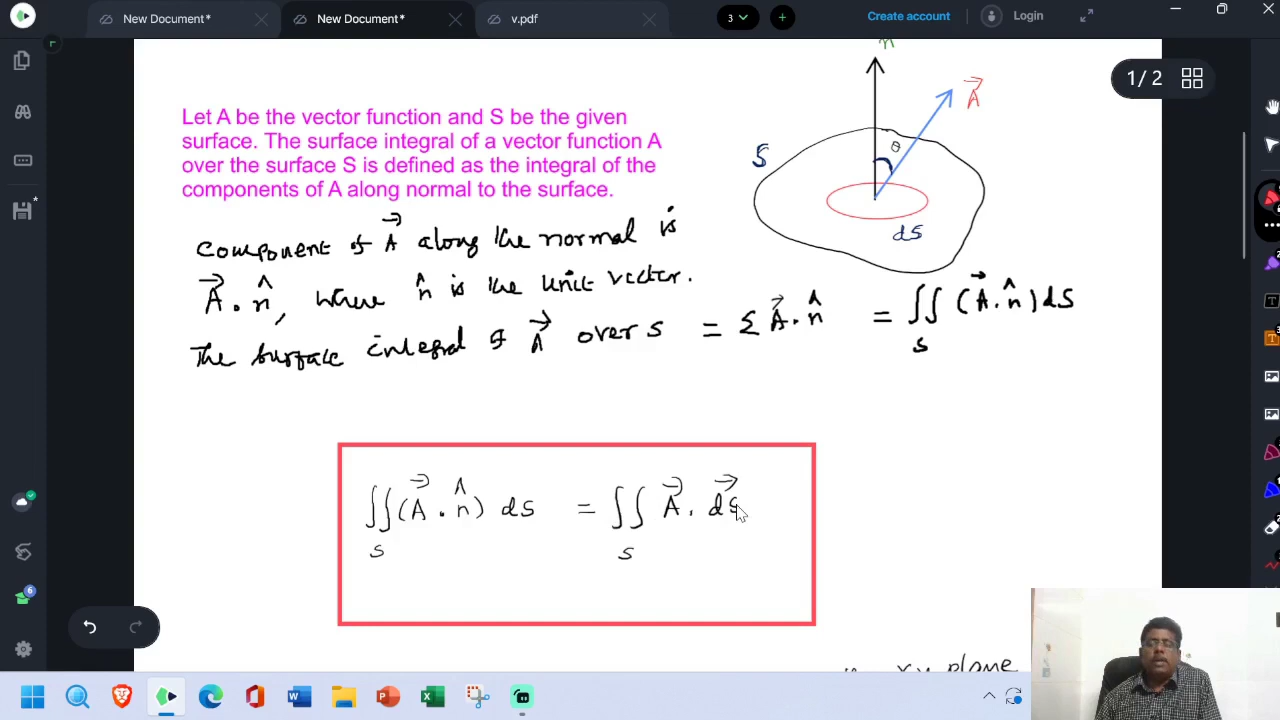 New Document*
New Document*
v.pdf
3
Create account
Login
1/2
Let A be the vector function and S be the given
surface. The surface integral of a vector function A
over the surface S is defined as the integral of the
components of A along normal to the surface.
n
A⃗
θ
S
dS
component of A⃗ along the normal is
A⃗ . n̂, where n̂ is the unit vector.
The surface integral of A⃗ over S = Σ A⃗ . n̂ = ∬ (A⃗ . n̂) dS
S
∬ (A⃗ . n̂) ds = ∬ A⃗ . ds⃗
S S
xy plane
6